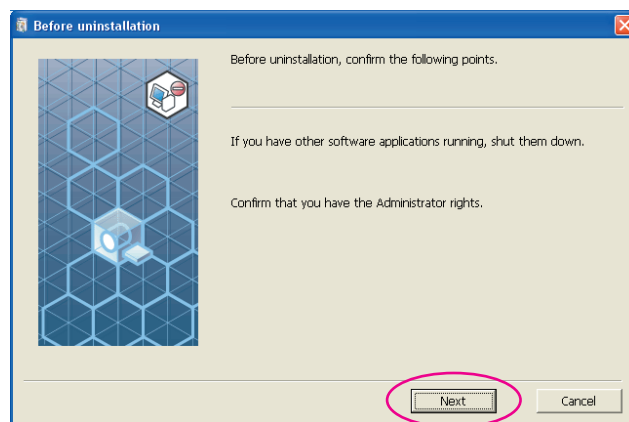 Before uninstallation
Before uninstallation, confirm the following points.
If you have other software applications running, shut them down.
Confirm that you have the Administrator rights.
Next
Cancel